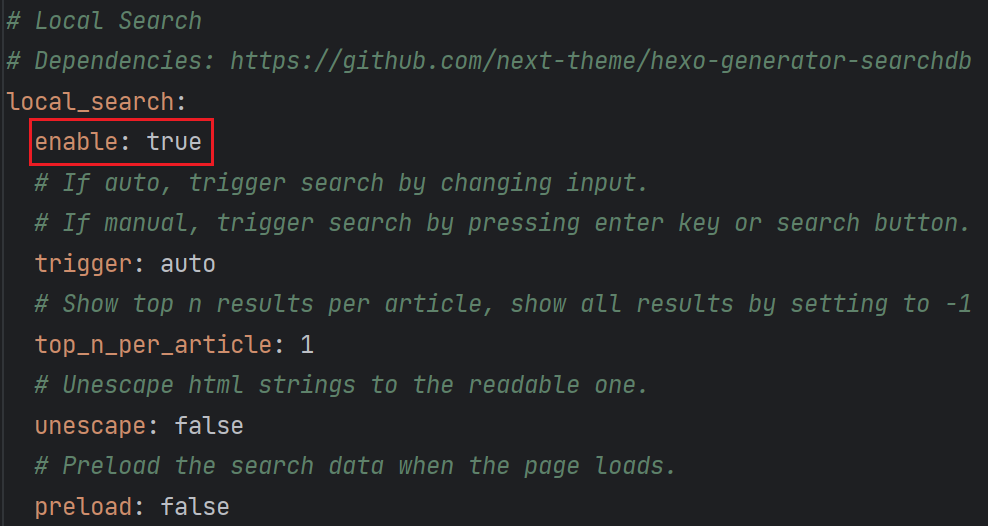 # Local Search
# Dependencies: https://github.com/next-theme/hexo-generator-searchdb
local_search:
  enable: true
  # If auto, trigger search by changing input.
  # If manual, trigger search by pressing enter key or search button.
  trigger: auto
  # Show top n results per article, show all results by setting to -1
  top_n_per_article: 1
  # Unescape html strings to the readable one.
  unescape: false
  # Preload the search data when the page loads.
  preload: false